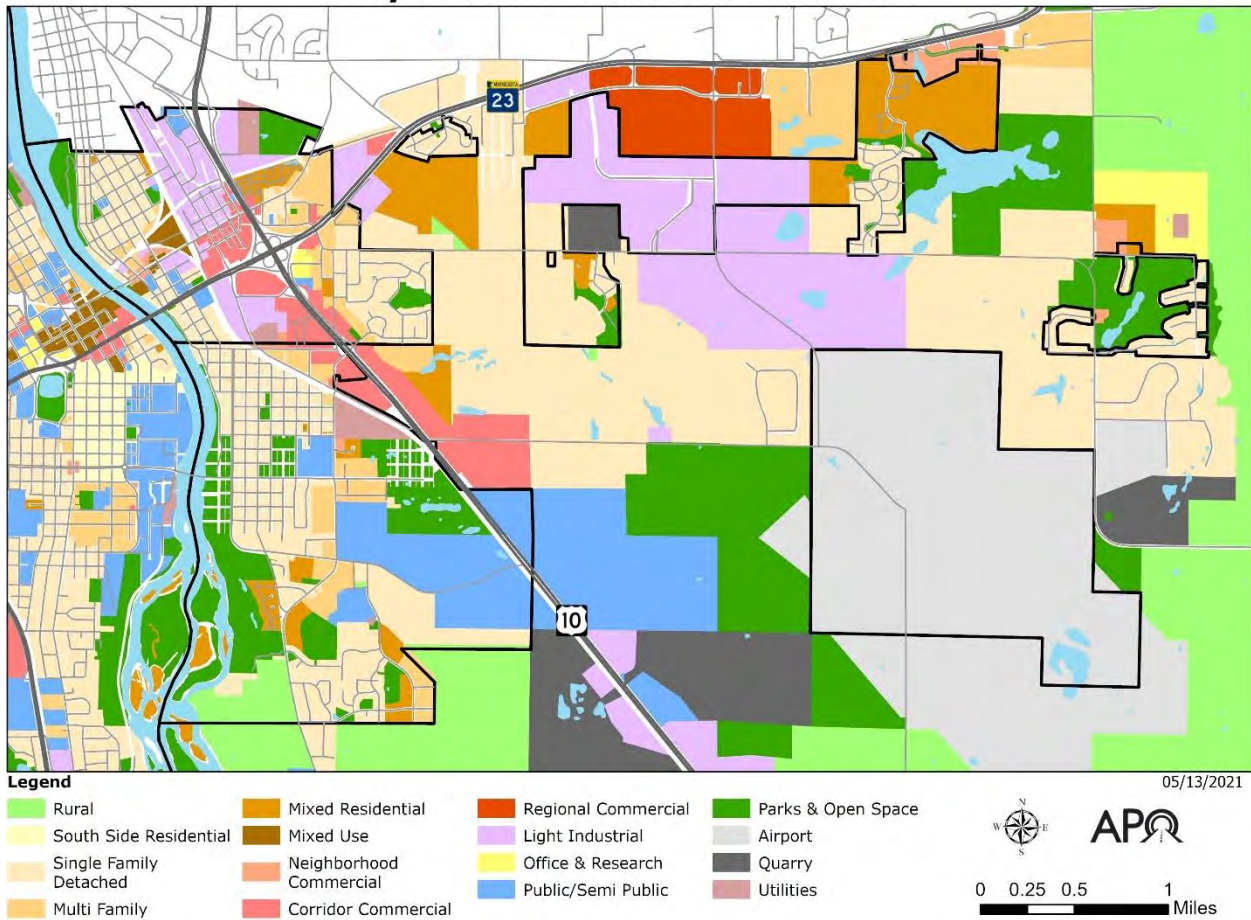 MINNESOTA
23
10
Legend
05/13/2021
Rural
South Side Residential
Single Family
Detached
Multi Family
Mixed Residential
Mixed Use
Neighborhood
Commercial
Corridor Commercial
Regional Commercial
Light Industrial
Office & Research
Public/Semi Public
Parks & Open Space
Airport
Quarry
Utilities
N
W E
S
APO
0 0.25 0.5 1
Miles